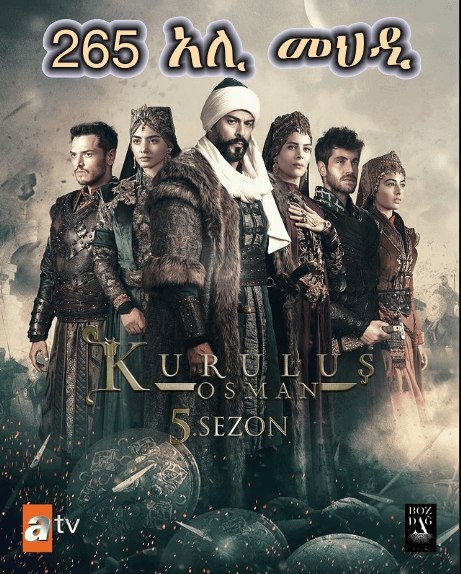 265 አሊ መህዲ
KURULUŞ
OSMAN
5.SEZON
atv
BOZ
DAĞ